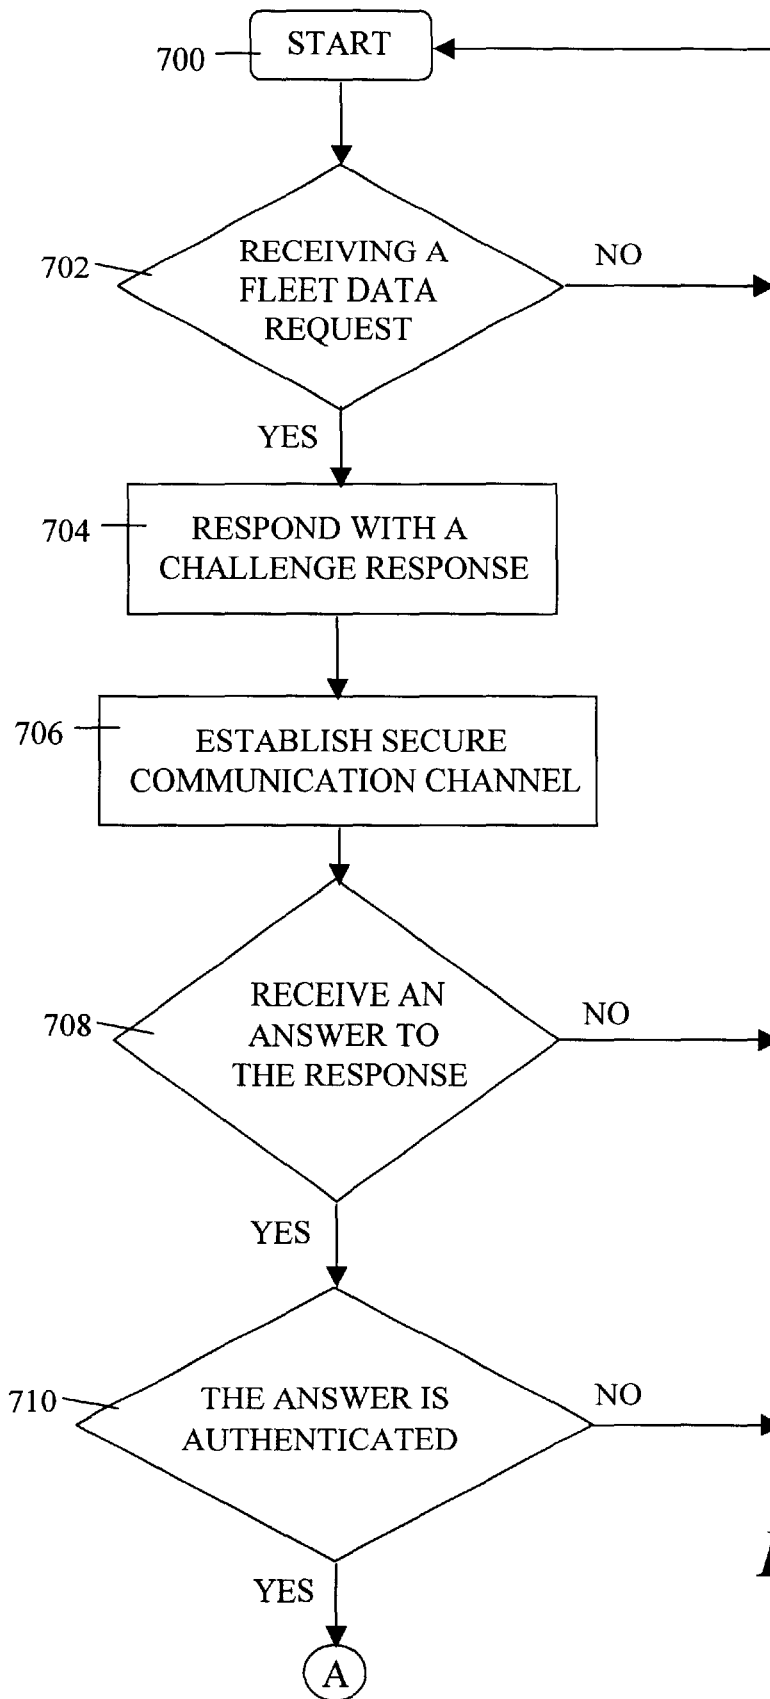 START
700
RECEIVING A
FLEET DATA
REQUEST
702
NO
YES
704
RESPOND WITH A
CHALLENGE RESPONSE
706
ESTABLISH SECURE
COMMUNICATION CHANNEL
RECEIVE AN
ANSWER TO
THE RESPONSE
708
NO
YES
710
THE ANSWER IS
AUTHENTICATED
NO
YES
A